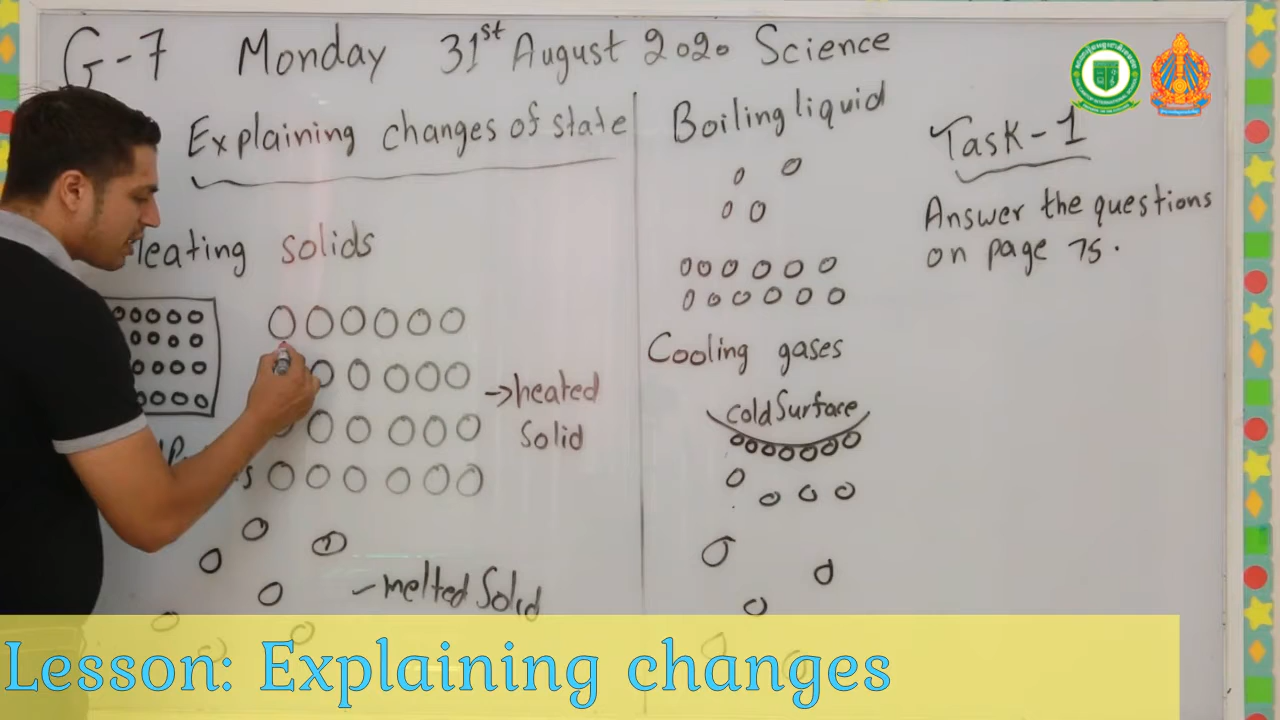 G-7 Monday 31st August 2020 Science
Explaining changes of state
Heating solids
→heated
Solid
-melted Solid
Boiling liquid
Cooling gases
cold Surface
Task-1
Answer the questions
on page 75.
Lesson: Explaining changes